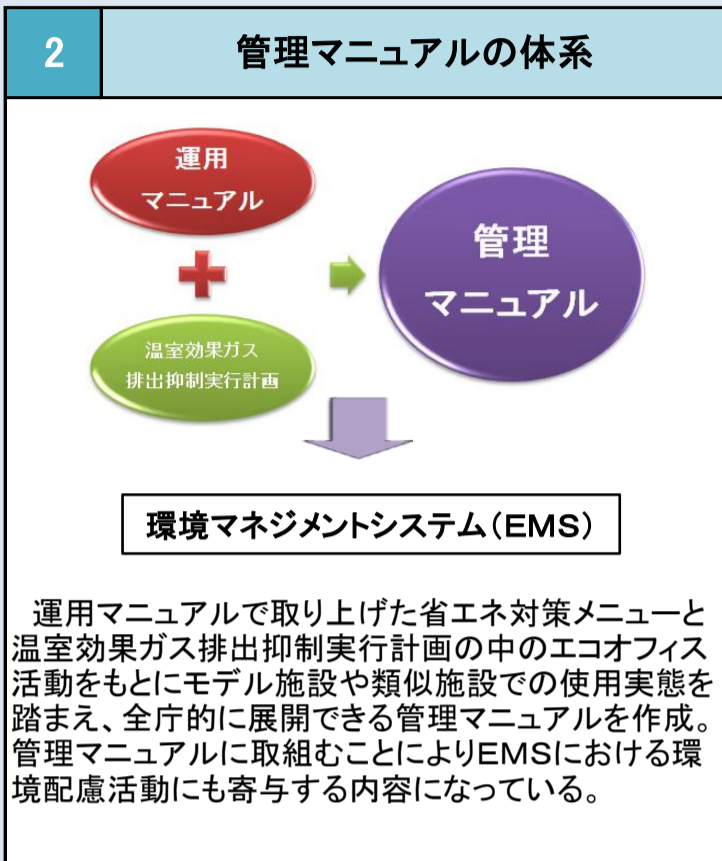 2
管理マニュアルの体系
運用
マニュアル
管理
マニュアル
温室効果ガス
排出抑制実行計画
環境マネジメントシステム(EMS)
運用マニュアルで取り上げた省エネ対策メニューと
温室効果ガス排出抑制実行計画の中のエコオフィス
活動をもとにモデル施設や類似施設での使用実態を
踏まえ、全庁的に展開できる管理マニュアルを作成。
管理マニュアルに取組むことによりEMSにおける環
境配慮活動にも寄与する内容になっている。